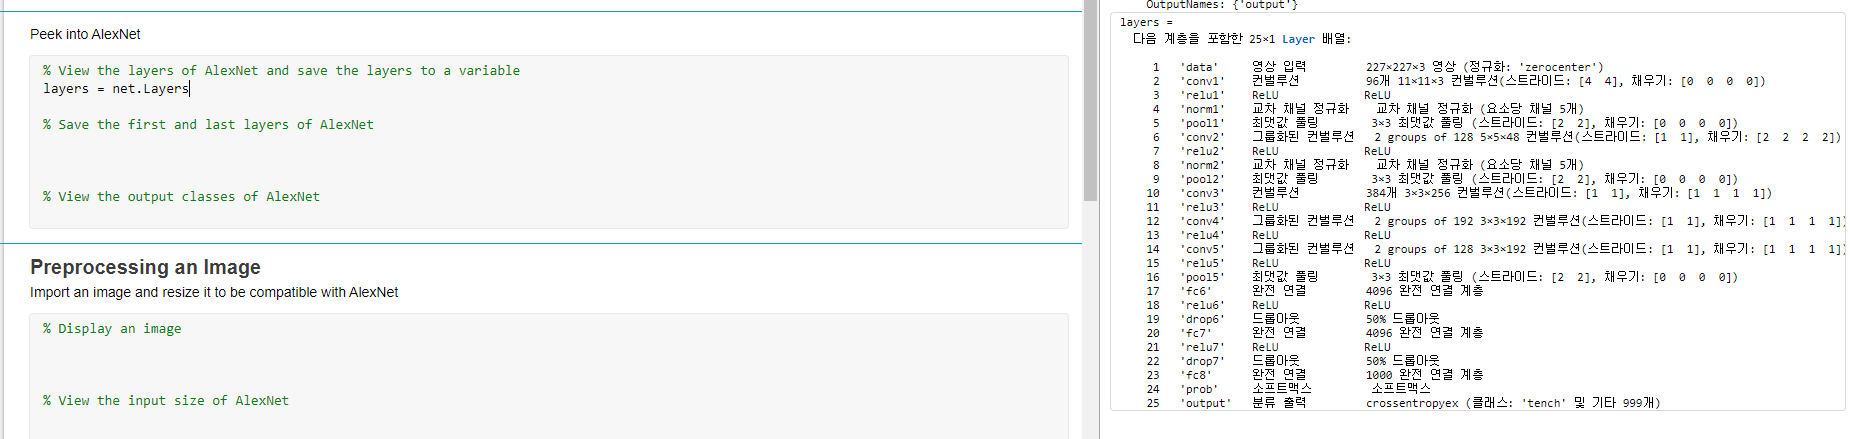 Peek into AlexNet
% View the layers of AlexNet and save the layers to a variable
layers = net.Layers
% Save the first and last layers of AlexNet
% View the output classes of AlexNet
Preprocessing an Image
Import an image and resize it to be compatible with AlexNet
% Display an image
% View the input size of AlexNet
OutputNames: {'output'}
layers =
다음 계층을 포함한 25×1 Layer 배열:
1 'data' 영상 입력 227×227×3 영상 (정규화: 'zerocenter')
2 'conv1' 컨벌루션 96개 11×11×3 컨벌루션(스트라이드: [4 4], 채우기: [0 0 0 0])
3 'relu1' ReLU ReLU
4 'norm1' 교차 채널 정규화 교차 채널 정규화 (요소당 채널 5개)
5 'pool1' 최댓값 풀링 3×3 최댓값 풀링 (스트라이드: [2 2], 채우기: [0 0 0 0])
6 'conv2' 그룹화된 컨벌루션 2 groups of 128 5×5×48 컨벌루션(스트라이드: [1 1], 채우기: [2 2 2 2])
7 'relu2' ReLU ReLU
8 'norm2' 교차 채널 정규화 교차 채널 정규화 (요소당 채널 5개)
9 'pool2' 최댓값 풀링 3×3 최댓값 풀링 (스트라이드: [2 2], 채우기: [0 0 0 0])
10 'conv3' 컨벌루션 384개 3×3×256 컨벌루션(스트라이드: [1 1], 채우기: [1 1 1 1])
11 'relu3' ReLU ReLU
12 'conv4' 그룹화된 컨벌루션 2 groups of 192 3×3×192 컨벌루션(스트라이드: [1 1], 채우기: [1 1 1 1])
13 'relu4' ReLU ReLU
14 'conv5' 그룹화된 컨벌루션 2 groups of 128 3×3×192 컨벌루션(스트라이드: [1 1], 채우기: [1 1 1 1])
15 'relu5' ReLU ReLU
16 'pool5' 최댓값 풀링 3×3 최댓값 풀링 (스트라이드: [2 2], 채우기: [0 0 0 0])
17 'fc6' 완전 연결 4096 완전 연결 계층
18 'relu6' ReLU ReLU
19 'drop6' 드롭아웃 50% 드롭아웃
20 'fc7' 완전 연결 4096 완전 연결 계층
21 'relu7' ReLU ReLU
22 'drop7' 드롭아웃 50% 드롭아웃
23 'fc8' 완전 연결 1000 완전 연결 계층
24 'prob' 소프트맥스 소프트맥스
25 'output' 분류 출력 crossentropyex (클래스: 'tench' 및 기타 999개)